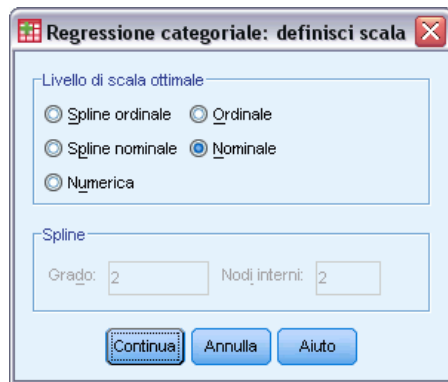 Regressione categoriale: definisci scala
Livello di scala ottimale
Spline ordinale Ordinale
Spline nominale Nominale
Numerica
Spline
Grado: 2 Nodi interni: 2
Continua Annulla Aiuto